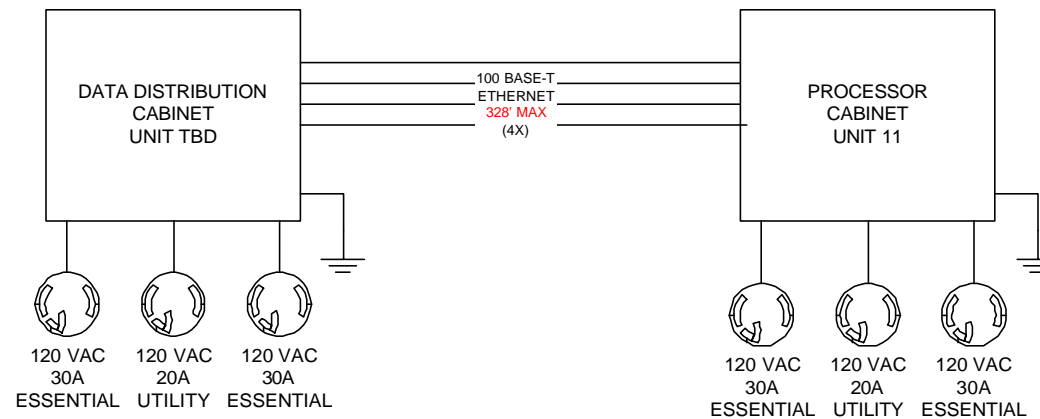 DATA DISTRIBUTION
CABINET
UNIT TBD
100 BASE-T
ETHERNET
328' MAX
(4X)
PROCESSOR
CABINET
UNIT 11
120 VAC
30A
ESSENTIAL
120 VAC
20A
UTILITY
120 VAC
30A
ESSENTIAL
120 VAC
30A
ESSENTIAL
120 VAC
20A
UTILITY
120 VAC
30A
ESSENTIAL